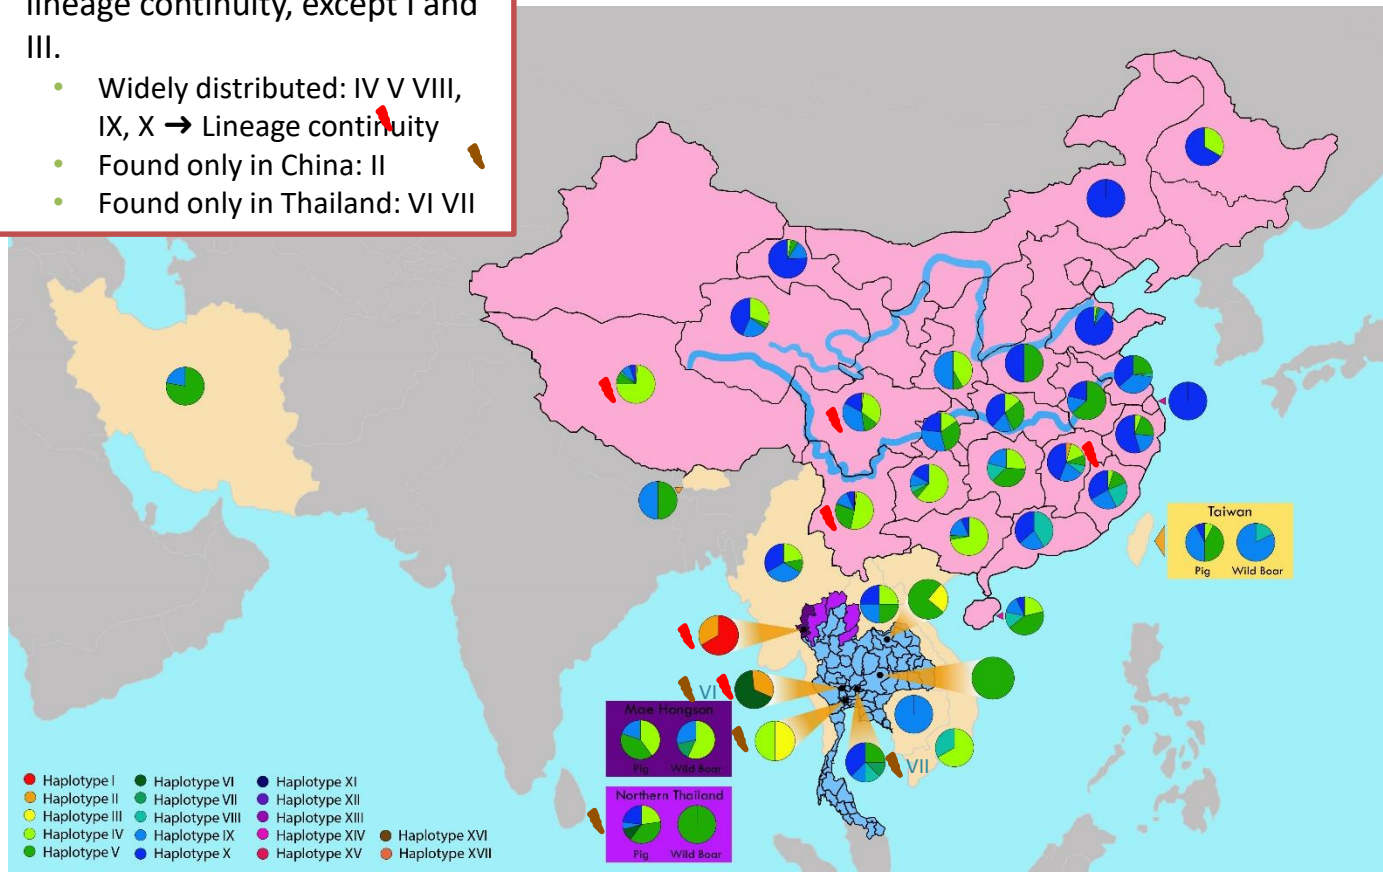 lineage continuity, except I and
III.
• Widely distributed: IV V VIII,
IX, X ➔ Lineage continuity
• Found only in China: II
• Found only in Thailand: VI VII
Taiwan
Pig Wild Boar
VI
Mae Hongson
Pig Wild Boar
VII
Northern Thailand
Pig Wild Boar
Haplotype I
Haplotype II
Haplotype III
Haplotype IV
Haplotype V
Haplotype VI
Haplotype VII
Haplotype VIII
Haplotype IX
Haplotype X
Haplotype XI
Haplotype XII
Haplotype XIII
Haplotype XIV
Haplotype XV
Haplotype XVI
Haplotype XVII